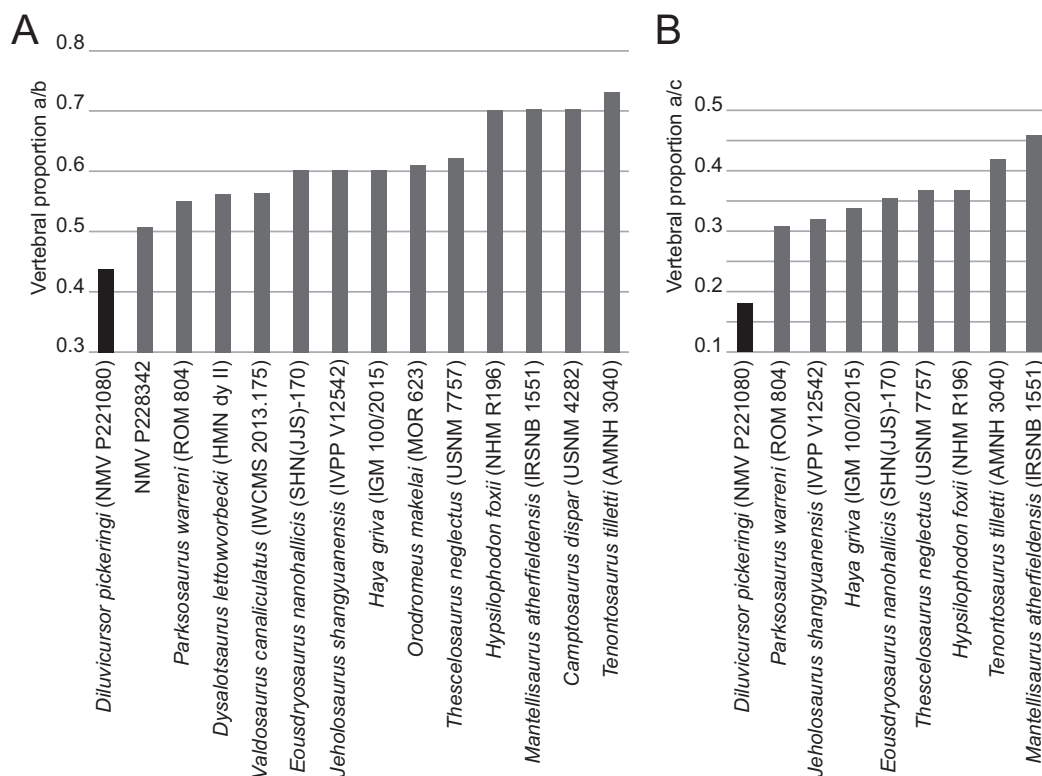 A
Vertebral proportion a/b
0.8
0.7
0.6
0.5
0.4
0.3
Diluvicursor pickeringi (NMV P221080)
NMV P228342
Parksosaurus warreni (ROM 804)
Dysalotsaurus lettowvorbecki (HMN dy II)
Valdosaurus canaliculatus (IWCMS 2013.175)
Eousdryosaurus nanohallicis (SHN(JJS)-170)
Jeholosaurus shangyuanensis (IVPP V12542)
Haya griva (IGM 100/2015)
Orodromeus makelai (MOR 623)
Thescelosaurus neglectus (USNM 7757)
Hypsilophodon foxii (NHM R196)
Mantellisaurus atherfieldensis (IRSNB 1551)
Camptosaurus dispar (USNM 4282)
Tenontosaurus tilletti (AMNH 3040)
B
Vertebral proportion a/c
0.5
0.4
0.3
0.2
0.1
Diluvicursor pickeringi (NMV P221080)
Parksosaurus warreni (ROM 804)
Jeholosaurus shangyuanensis (IVPP V12542)
Haya griva (IGM 100/2015)
Eousdryosaurus nanohallicis (SHN(JJS)-170)
Thescelosaurus neglectus (USNM 7757)
Hypsilophodon foxii (NHM R196)
Tenontosaurus tilletti (AMNH 3040)
Mantellisaurus atherfieldensis (IRSNB 1551)